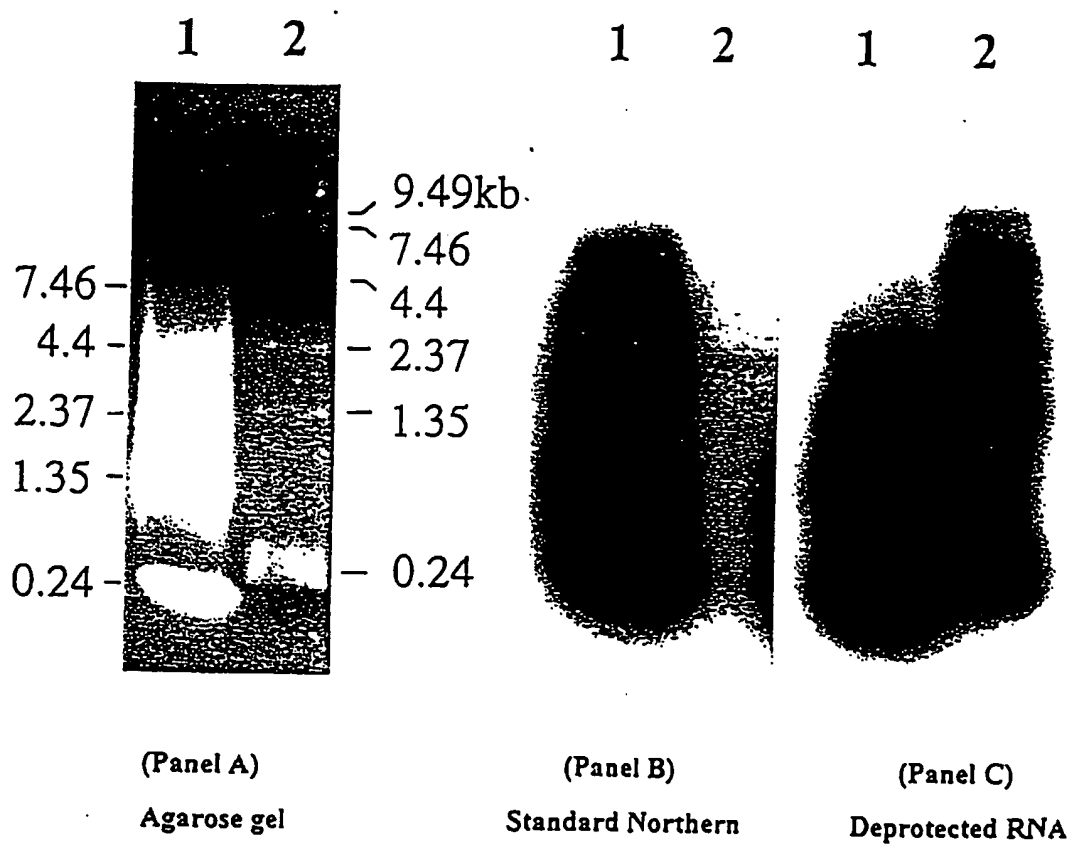 1 2
1 2
1 2
9.49kb
7.46
4.4
2.37
1.35
0.24
7.46
4.4
2.37
1.35
0.24
(Panel A)
Agarose gel
(Panel B)
Standard Northern
(Panel C)
Deprotected RNA